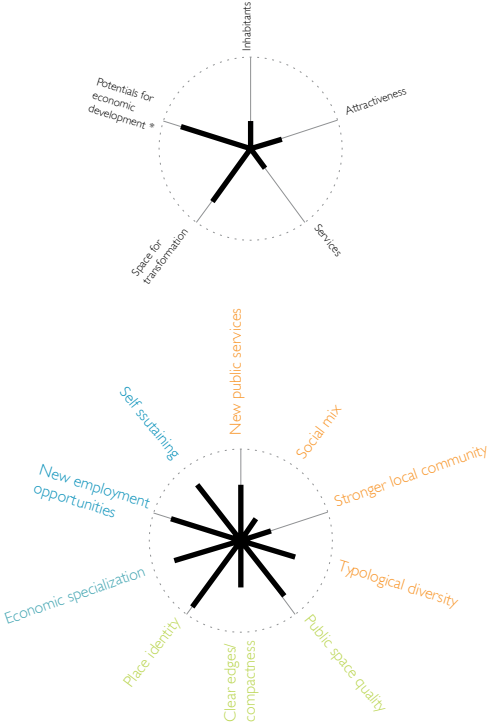 Inhabitants
Potentials for
economic
development *
Attractiveness
Space for
transformation
Services
New public services
Self ssutaining
Social mix
New employment
opportunities
Stronger local community
Economic specialization
Typological diversity
Place identity
Clear edges/
compactness
Public space quality